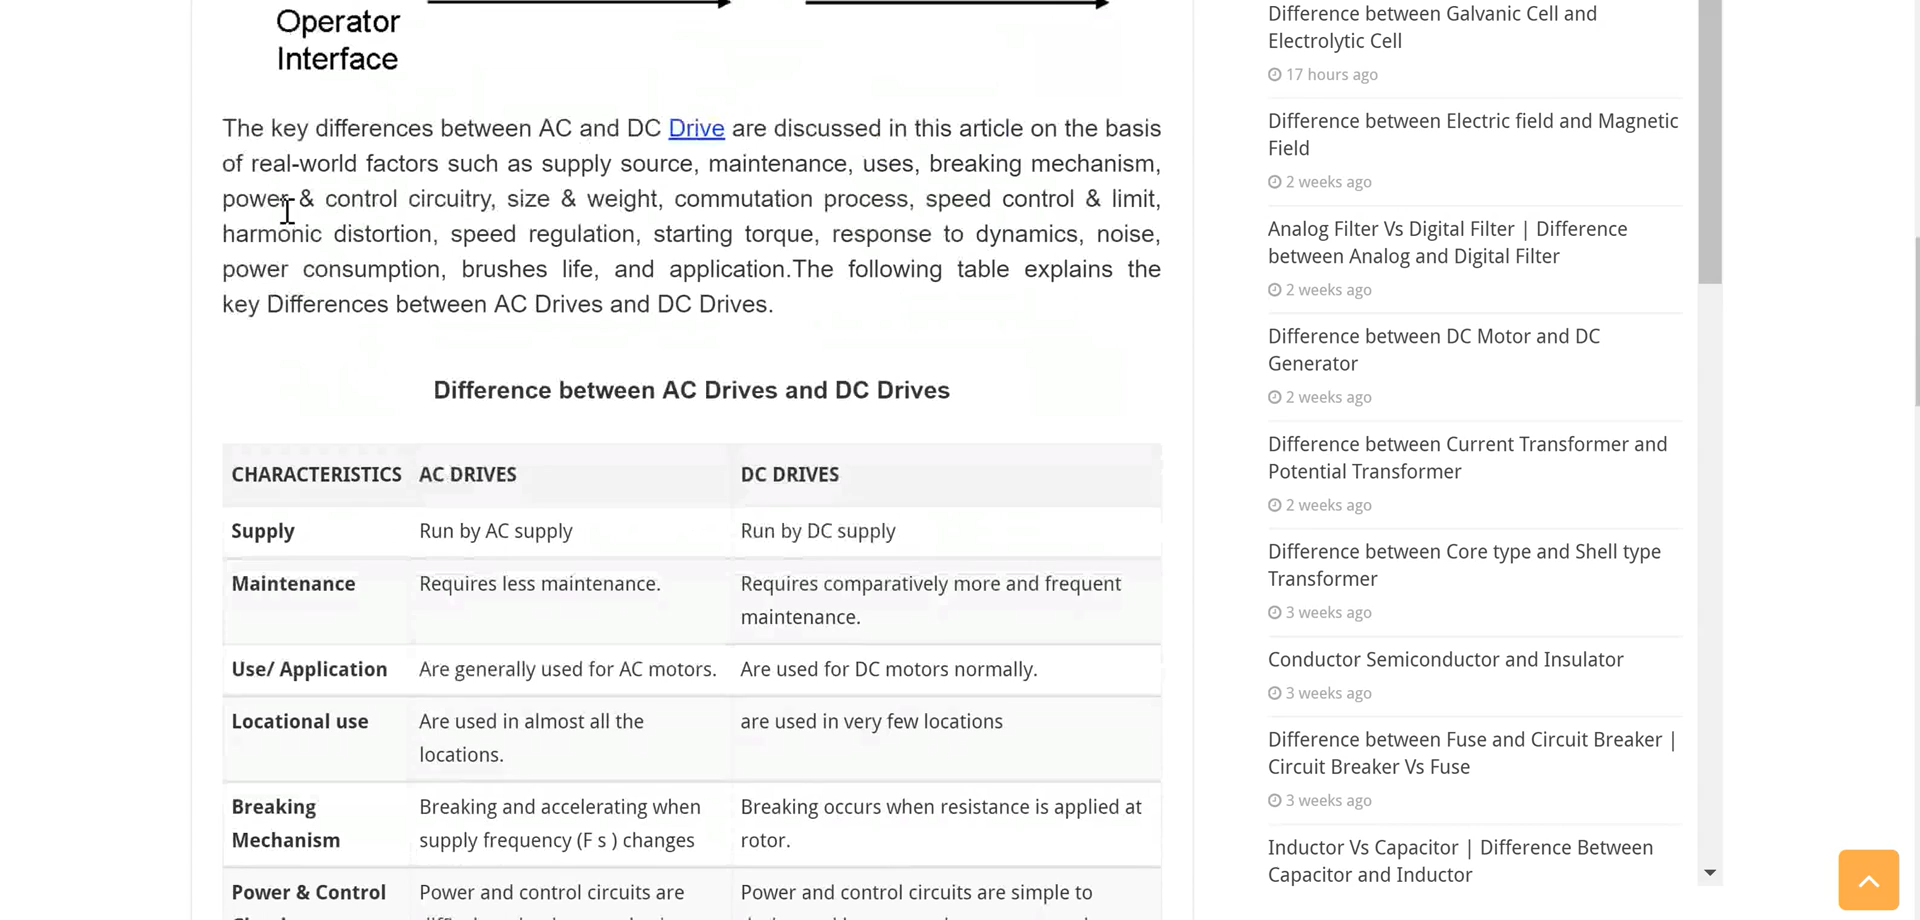 Operator
Interface
The key differences between AC and DC Drive are discussed in this article on the basis
of real-world factors such as supply source, maintenance, uses, breaking mechanism,
power & control circuitry, size & weight, commutation process, speed control & limit,
harmonic distortion, speed regulation, starting torque, response to dynamics, noise,
power consumption, brushes life, and application.The following table explains the
key Differences between AC Drives and DC Drives.
Difference between AC Drives and DC Drives
CHARACTERISTICS AC DRIVES DC DRIVES
Supply Run by AC supply Run by DC supply
Maintenance Requires less maintenance. Requires comparatively more and frequent
maintenance.
Use/ Application Are generally used for AC motors. Are used for DC motors normally.
Locational use Are used in almost all the are used in very few locations
locations.
Breaking Breaking and accelerating when Breaking occurs when resistance is applied at
Mechanism supply frequency (F s ) changes rotor.
Power & Control Power and control circuits are Power and control circuits are simple to
Difference between Galvanic Cell and
Electrolytic Cell
17 hours ago
Difference between Electric field and Magnetic
Field
2 weeks ago
Analog Filter Vs Digital Filter | Difference
between Analog and Digital Filter
2 weeks ago
Difference between DC Motor and DC
Generator
2 weeks ago
Difference between Current Transformer and
Potential Transformer
2 weeks ago
Difference between Core type and Shell type
Transformer
3 weeks ago
Conductor Semiconductor and Insulator
3 weeks ago
Difference between Fuse and Circuit Breaker |
Circuit Breaker Vs Fuse
3 weeks ago
Inductor Vs Capacitor | Difference Between
Capacitor and Inductor